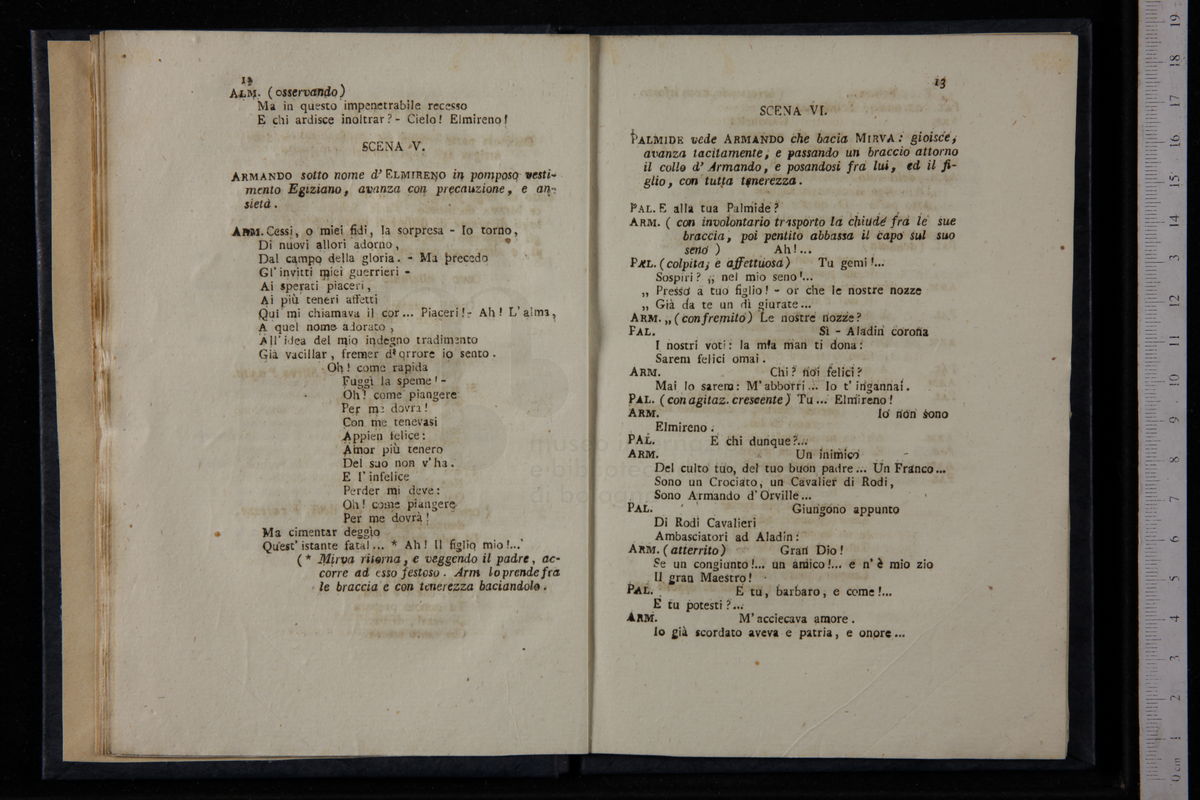 12
ALM. (osservando)
Ma in questo impenetrabile recesso
E chi ardisce inoltrar? - Cielo! Elmireno!
SCENA V.
ARMANDO sotto nome d' ELMIRENO in pomposo vesti-
mento Egiziano, avanza con precauzione, e an-
sietà.
ARM. Cessi, o miei fidi, la sorpresa - Io torno,
Di nuovi allori adorno,
Dal campo della gloria. - Ma precedo
Gl' invitti miei guerrieri -
Ai sperati piaceri,
Ai più teneri affetti
Qui mi chiamava il cor... Piaceri! - Ah! L' alma,
A quel nome adorato,
All' idea del mio indegno tradimento
Già vacillar, fremer d' orrore io sento.
Oh! come rapida
Fuggì la speme! -
Oh! come piangere
Per me dovrà!
Con me tenevasi
Appien felice:
Amor più tenero
Del suo non v' ha.
E l' infelice
Perder mi deve:
Oh! come piangere
Per me dovrà!
Ma cimentar deggio
Quest' istante fatal... * Ah! Il figlio mio!...
(* Mirva ritorna, e veggendo il padre, ac-
corre ad esso festoso. Arm lo prende fra
le braccia e con tenerezza baciandolo.
13
SCENA VI.
PALMIDE vede ARMANDO che bacia MIRVA: gioisce,
avanza tacitamente, e passando un braccio attorno
il collo d' Armando, e posandosi fra lui, ed il fi-
glio, con tutta tenerezza.
PAL. E alla tua Palmide?
ARM. (con involontario trasporto la chiude fra le sue
braccia, poi pentito abbassa il capo sul suo
seno) Ah!...
PAL. (colpita, e affettuosa) Tu gemi!...
Sospiri? ,, nel mio seno!...
,, Presso a tuo figlio! - or che le nostre nozze
,, Già da te un dì giurate...
ARM. ,, (con fremito) Le nostre nozze?
PAL. Sì - Aladin corona
I nostri voti: la mia man ti dona:
Sarem felici omai.
ARM. Chi? noi felici?
Mai lo sarem: M' abborri... Io t' ingannai.
PAL. (con agitaz. crescente) Tu... Elmireno!
ARM. Io non sono
Elmireno.
PAL. E chi dunque?...
ARM. Un inimico
Del culto tuo, del tuo buon padre... Un Franco...
Sono un Crociato, un Cavalier di Rodi,
Sono Armando d' Orville...
PAL. Giungono appunto
Di Rodi Cavalieri
Ambasciatori ad Aladin:
ARM. (atterrito) Gran Dio!
Se un congiunto!... un amico!... e n' è mio zio
Il gran Maestro!
PAL. E tu, barbaro, e come!...
E tu potesti?...
ARM. M' acciecava amore.
Io già scordato aveva e patria, e onore...